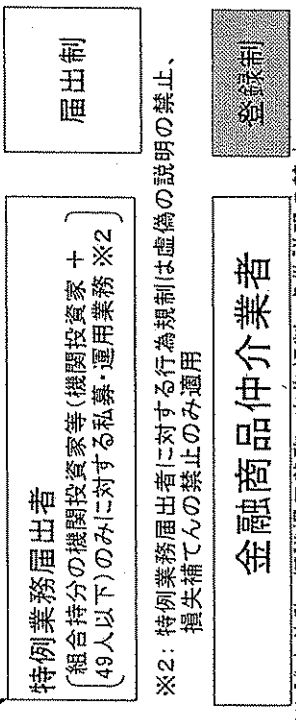 特例業務届出者
組合持分の機関投資家等(機関投資家 +
49人以下)のみに対する私募・運用業務 ※2
届出制
※2: 特例業務届出者に対する行為規制は虚偽の説明の禁止、
損失補てんの禁止のみ適用
金融商品仲介業者
登録制